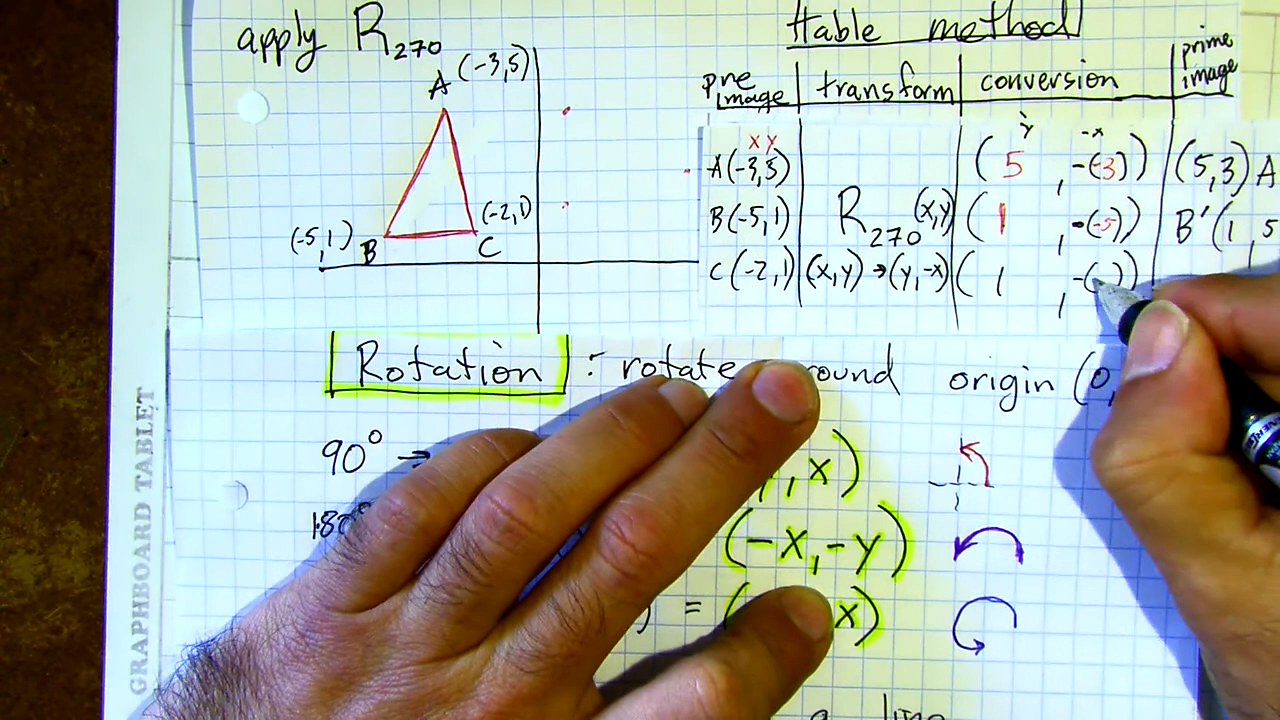 apply R270
A (-3,5)
(-5,1) B
(-2,1)
C
table method
pre image | transform | conversion | prime image
x y
y -x
A(-3,5) (5, -(-3)) (5,3) A
B(-5,1) R270 (x,y) (1, -(-5)) B'(1, 5
C(-2,1) (x,y) → (y,-x) (1, -(
Rotation : rotate around origin (0,
90° → , x)
180° (-x,-y)
) = ( x)
a line
GRAPHBOARD TABLET